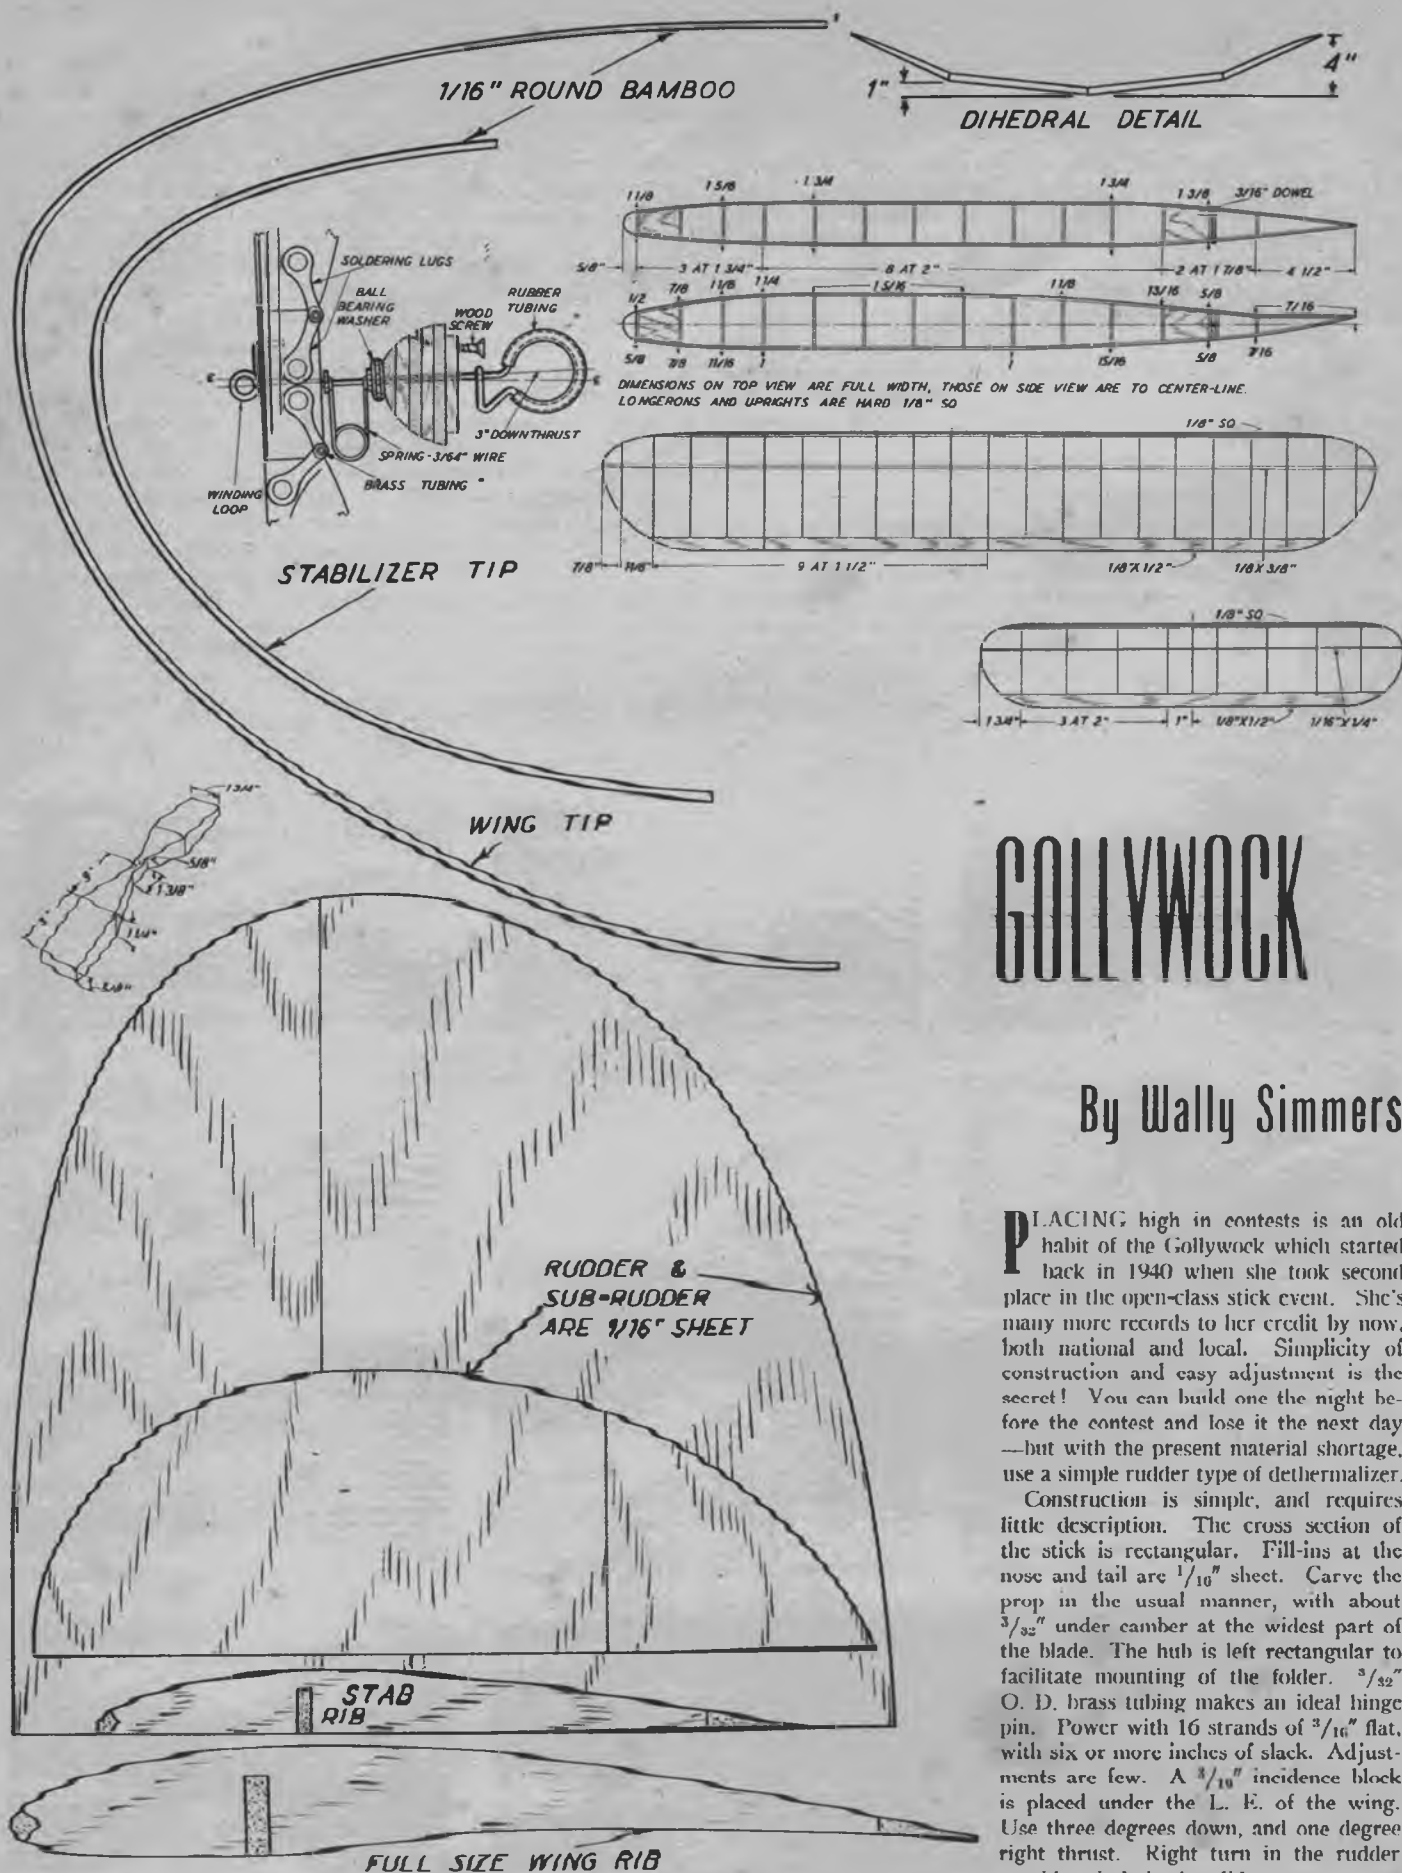 1/16" ROUND BAMBOO
1"
4"
DIHEDRAL DETAIL
1 1/8
1 5/8
1 3/4
1 3/4
1 3/8
3/16" DOWEL
5/8"
3 AT 1 3/4"
8 AT 2"
2 AT 1 7/8"
4 1/2"
1/2
7/8
1 1/8
1 1/4
1 5/16
1 1/8
13/16
5/8
7/16
5/8
7/8
11/16
1
1
15/16
5/8
7/16
DIMENSIONS ON TOP VIEW ARE FULL WIDTH, THOSE ON SIDE VIEW ARE TO CENTER-LINE.
LONGERONS AND UPRIGHTS ARE HARD 1/8" SQ
SOLDERING LUGS
BALL
BEARING
WASHER
WOOD
SCREW
RUBBER
TUBING
3° DOWNTHRUST
SPRING - 3/64" WIRE
BRASS TUBING "
WINDING
LOOP
1/8" SQ
7/8"
9 AT 1 1/2"
1/8"X1/2"
1/8X3/8"
STABILIZER TIP
1/8" SQ
1 3/4"
3 AT 2"
1"
1/8"X1/2"
1/16"X1/4"
1 3/4"
5/8"
1 3/8"
WING TIP
GOLLYWOCK
By Wally Simmers
RUDDER &
SUB-RUDDER
ARE 1/16" SHEET
STAB
RIB
FULL SIZE WING RIB
PLACING high in contests is an old
habit of the Gollywock which started
back in 1940 when she took second
place in the open-class stick event. She's
many more records to her credit by now,
both national and local. Simplicity of
construction and easy adjustment is the
secret! You can build one the night be-
fore the contest and lose it the next day
—but with the present material shortage,
use a simple rudder type of dethermalizer.
Construction is simple, and requires
little description. The cross section of
the stick is rectangular. Fill-ins at the
nose and tail are 1/16" sheet. Carve the
prop in the usual manner, with about
3/32" under camber at the widest part of
the blade. The hub is left rectangular to
facilitate mounting of the folder. 3/32"
O. D. brass tubing makes an ideal hinge
pin. Power with 16 strands of 3/16" flat,
with six or more inches of slack. Adjust-
ments are few. A 3/16" incidence block
is placed under the L. E. of the wing.
Use three degrees down, and one degree
right thrust. Right turn in the rudder